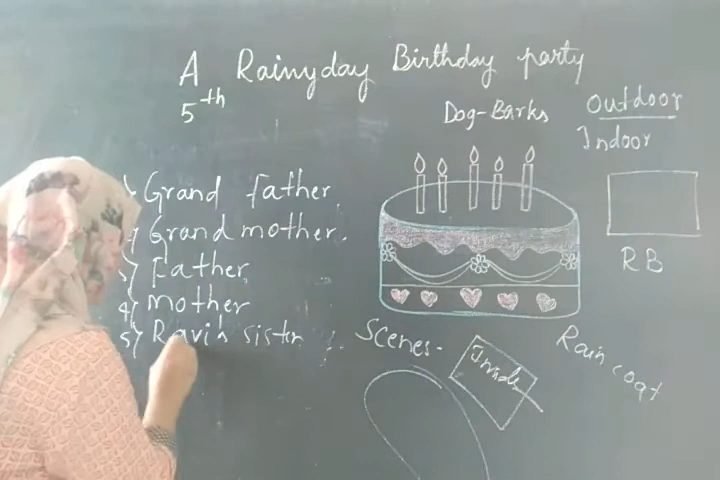 A Rainyday Birthday party
5th
Dog-Barks
Outdoor
Indoor
1) Grand father
2) Grand mother.
3) Father
4) Mother
5) Ravi's sister
RB
Scenes-
Inside
Rain coat